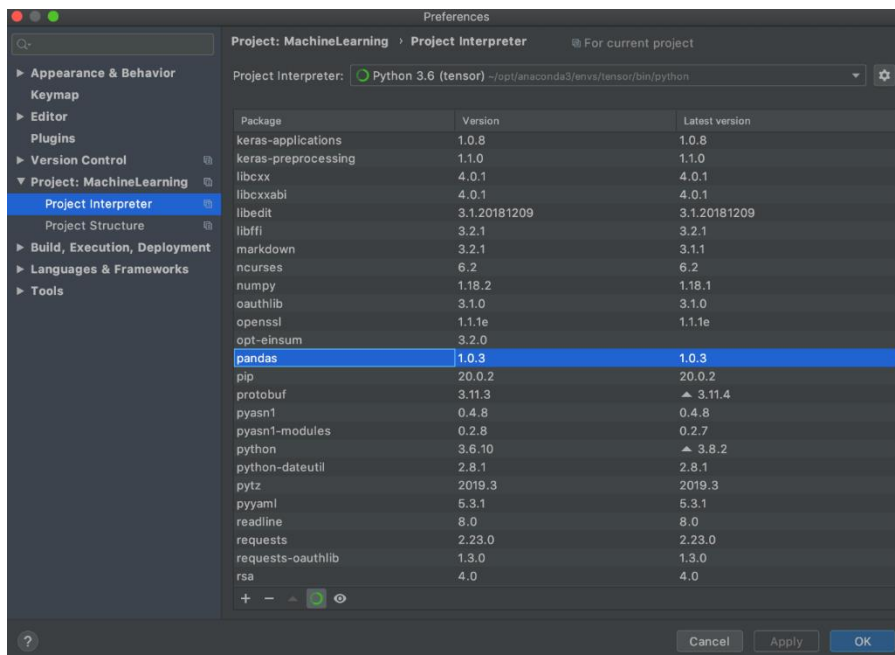 Preferences
Project: MachineLearning › Project Interpreter For current project
Appearance & Behavior
Keymap
Editor
Plugins
Version Control
Project: MachineLearning
Project Interpreter
Project Structure
Build, Execution, Deployment
Languages & Frameworks
Tools
Project Interpreter: Python 3.6 (tensor) ~/opt/anaconda3/envs/tensor/bin/python
Package Version Latest version
keras-applications 1.0.8 1.0.8
keras-preprocessing 1.1.0 1.1.0
libcxx 4.0.1 4.0.1
libcxxabi 4.0.1 4.0.1
libedit 3.1.20181209 3.1.20181209
libffi 3.2.1 3.2.1
markdown 3.2.1 3.1.1
ncurses 6.2 6.2
numpy 1.18.2 1.18.1
oauthlib 3.1.0 3.1.0
openssl 1.1.1e 1.1.1e
opt-einsum 3.2.0
pandas 1.0.3 1.0.3
pip 20.0.2 20.0.2
protobuf 3.11.3 ▲ 3.11.4
pyasn1 0.4.8 0.4.8
pyasn1-modules 0.2.8 0.2.7
python 3.6.10 ▲ 3.8.2
python-dateutil 2.8.1 2.8.1
pytz 2019.3 2019.3
pyyaml 5.3.1 5.3.1
readline 8.0 8.0
requests 2.23.0 2.23.0
requests-oauthlib 1.3.0 1.3.0
rsa 4.0 4.0
? Cancel Apply OK